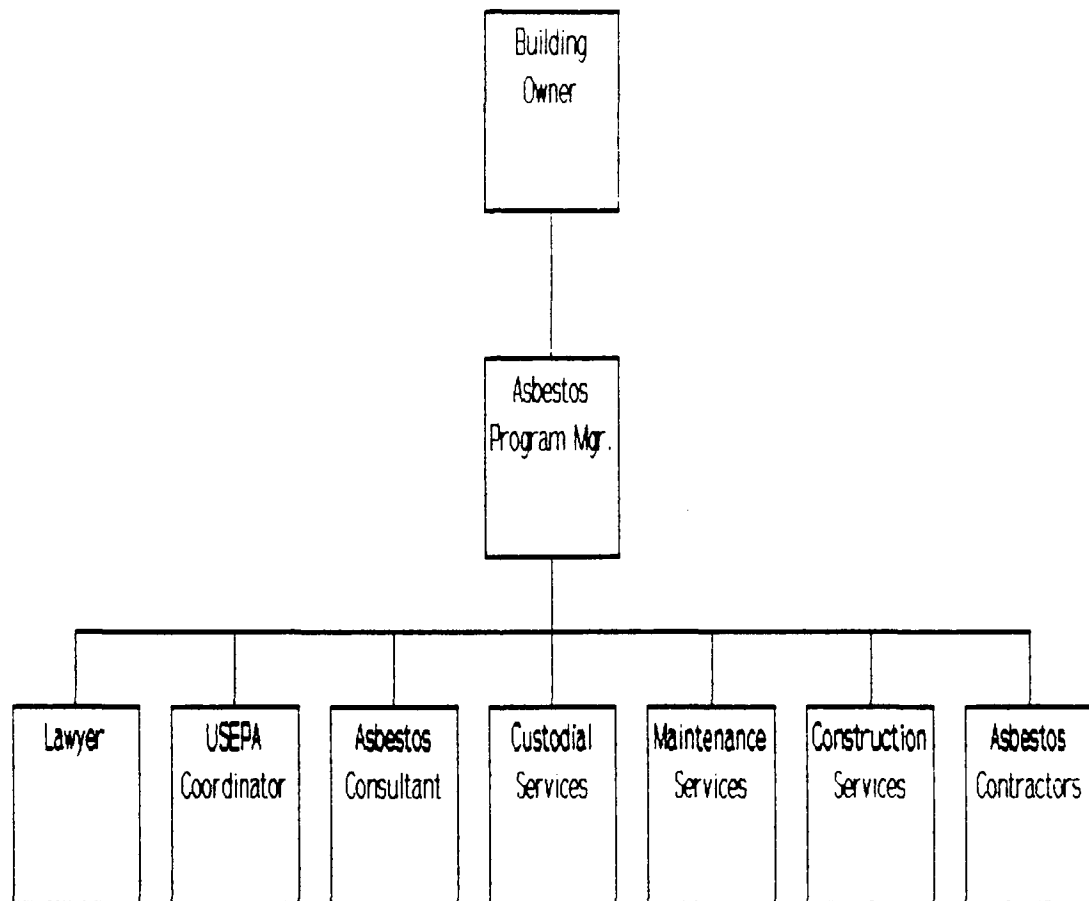 Building
Owner
Asbestos
Program Mgr.
Lawyer
USEPA
Coordinator
Asbestos
Consultant
Custodial
Services
Maintenance
Services
Construction
Services
Asbestos
Contractors